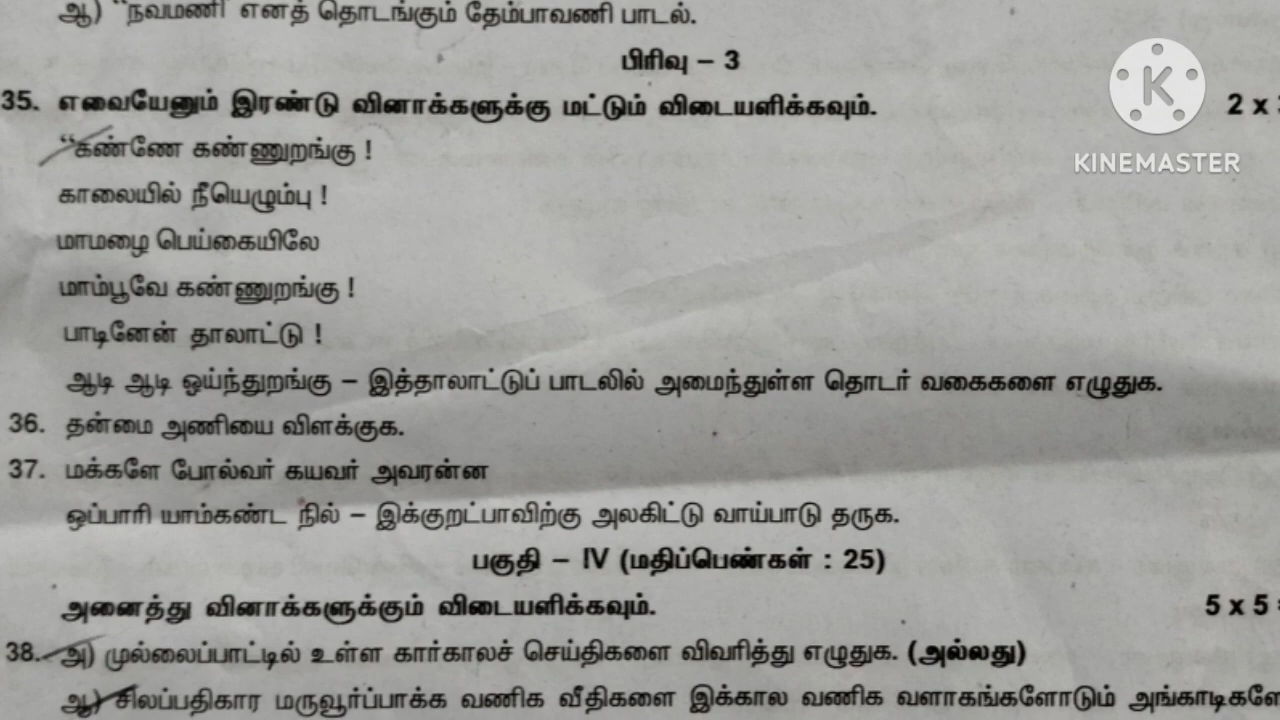 ஆ) "நவமணி" எனத் தொடங்கும் தேம்பாவணி பாடல்.
பிரிவு – 3
35. எவையேனும் இரண்டு வினாக்களுக்கு மட்டும் விடையளிக்கவும். 2 x
KINEMASTER
"கண்ணே கண்ணுறங்கு !
காலையில் நீயெழும்பு !
மாமழை பெய்கையிலே
மாம்பூவே கண்ணுறங்கு !
பாடினேன் தாலாட்டு !
ஆடி ஆடி ஓய்ந்துறங்கு – இத்தாலாட்டுப் பாடலில் அமைந்துள்ள தொடர் வகைகளை எழுதுக.
36. தன்மை அணியை விளக்குக.
37. மக்களே போல்வர் கயவர் அவரன்ன
ஒப்பாரி யாம்கண்ட நில் – இக்குறட்பாவிற்கு அலகிட்டு வாய்பாடு தருக.
பகுதி – IV (மதிப்பெண்கள் : 25)
அனைத்து வினாக்களுக்கும் விடையளிக்கவும். 5 x 5 =
38. அ) முல்லைப்பாட்டில் உள்ள கார்காலச் செய்திகளை விவரித்து எழுதுக. (அல்லது)
ஆ) சிலப்பதிகார மருவூர்ப்பாக்க வணிக வீதிகளை இக்கால வணிக வளாகங்களோடும்